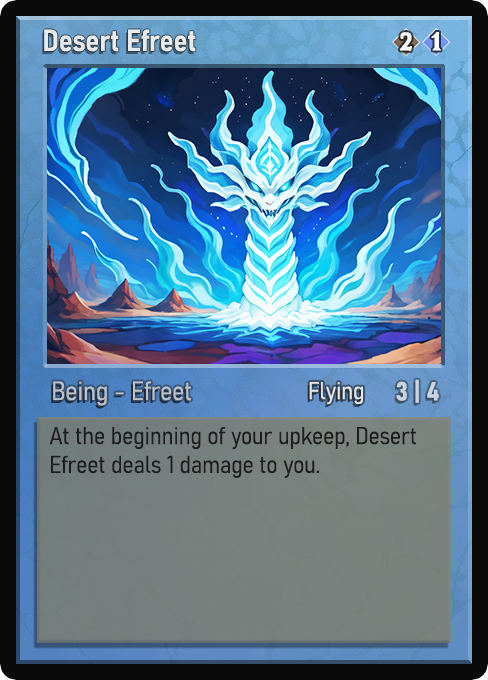 Desert Efreet 2 1
Being - Efreet Flying 3 | 4
At the beginning of your upkeep, Desert
Efreet deals 1 damage to you.